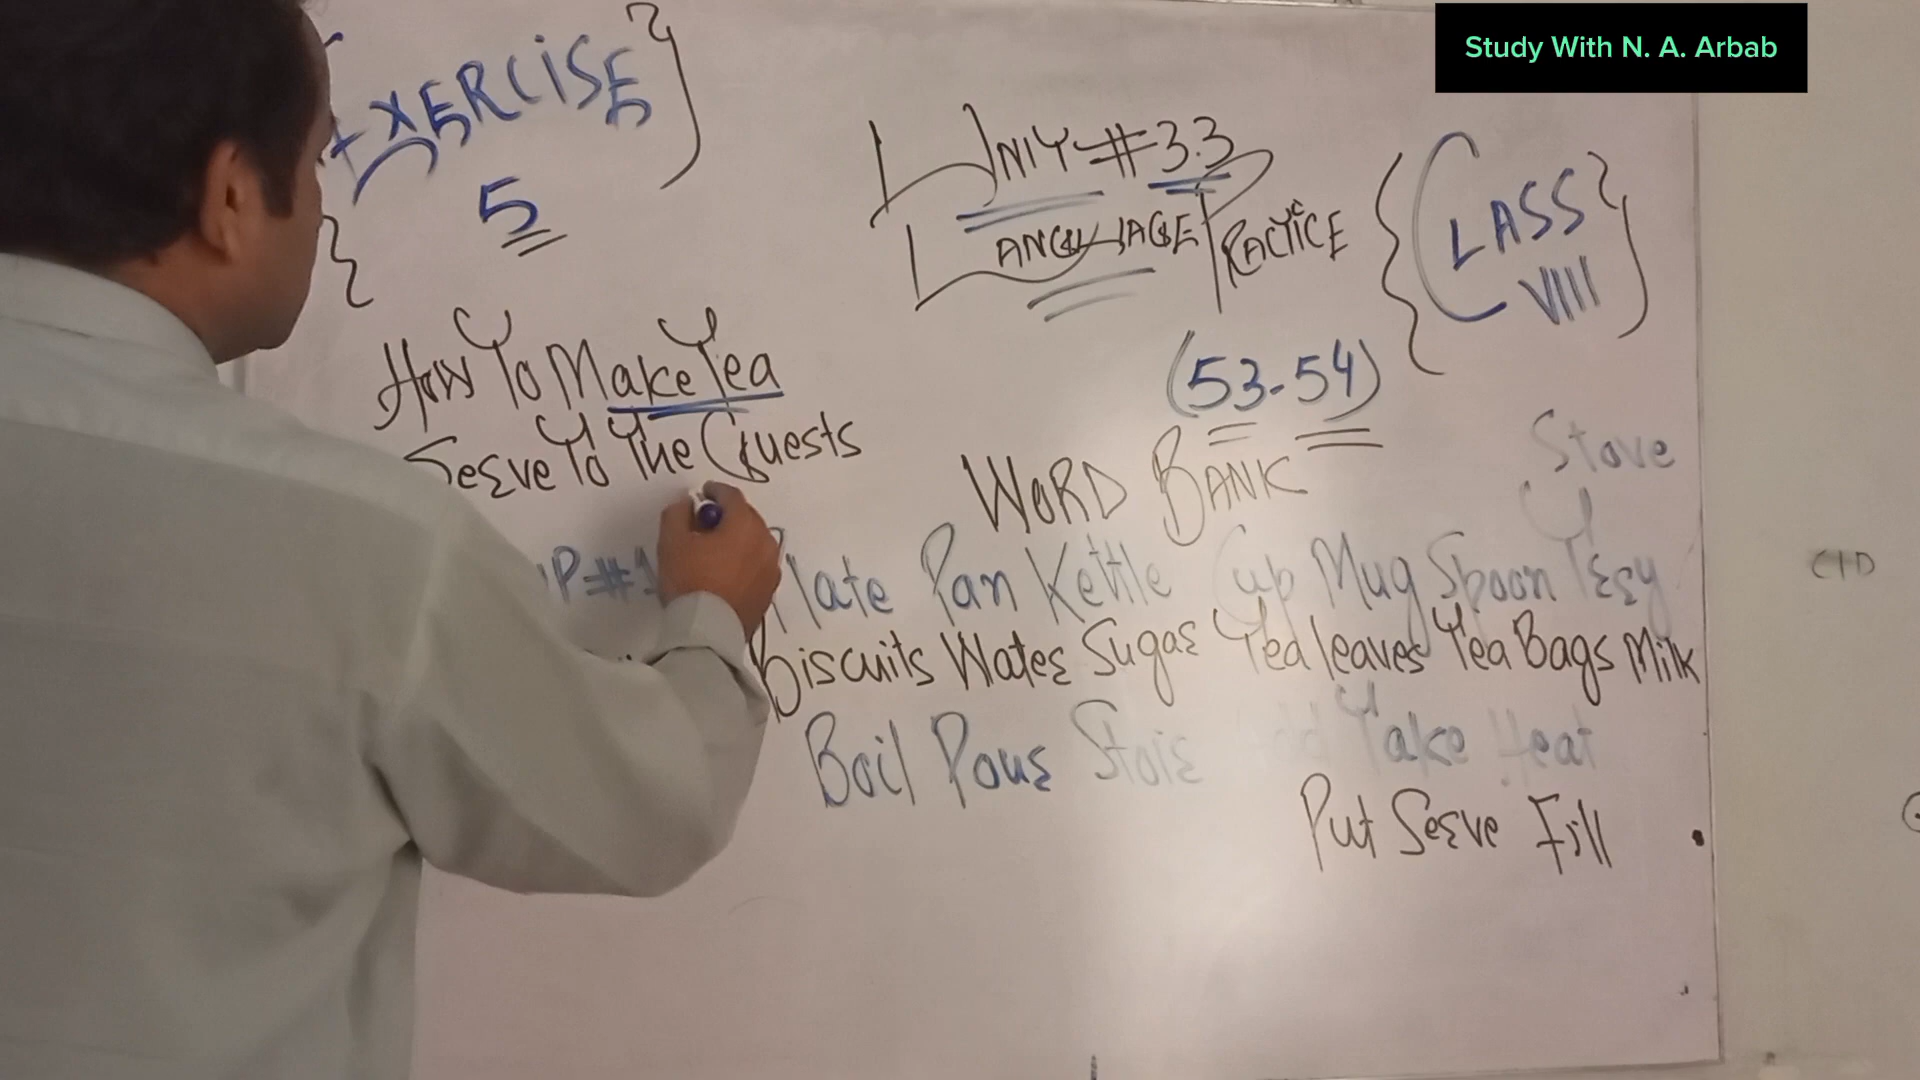 Study With N. A. Arbab
EXERCISE
5
UNIT # 3.3
LANGUAGE PRACTICE
CLASS
VIII
How To Make Tea
Serve To The Guests
(53-54)
WORD BANK
Stove
P#1
Plate Pan Kettle Cup Mug Spoon Tray
Biscuits Water Sugar Tea leaves Tea Bags Milk
Boil Pour Take Heat
Put Serve Fill
CTD